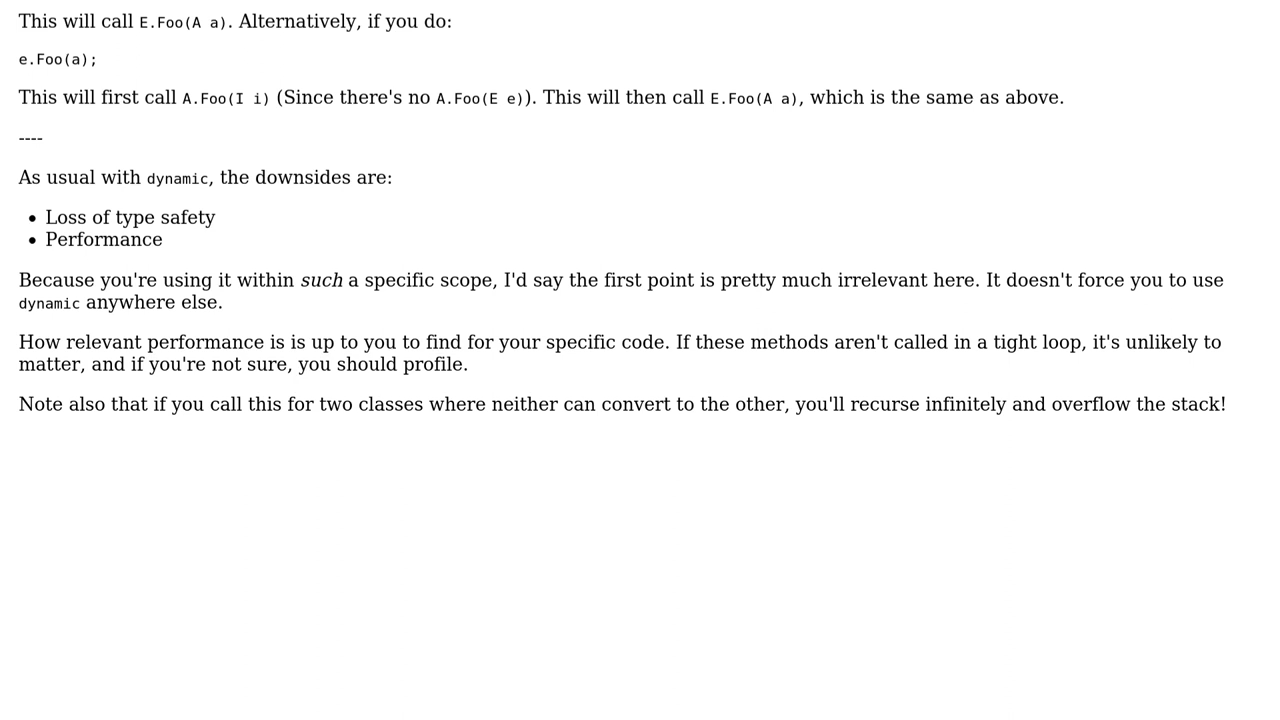 This will call E.Foo(A a). Alternatively, if you do:
e.Foo(a);
This will first call A.Foo(I i) (Since there's no A.Foo(E e)). This will then call E.Foo(A a), which is the same as above.
----
As usual with dynamic, the downsides are:
• Loss of type safety
• Performance
Because you're using it within such a specific scope, I'd say the first point is pretty much irrelevant here. It doesn't force you to use
dynamic anywhere else.
How relevant performance is is up to you to find for your specific code. If these methods aren't called in a tight loop, it's unlikely to
matter, and if you're not sure, you should profile.
Note also that if you call this for two classes where neither can convert to the other, you'll recurse infinitely and overflow the stack!